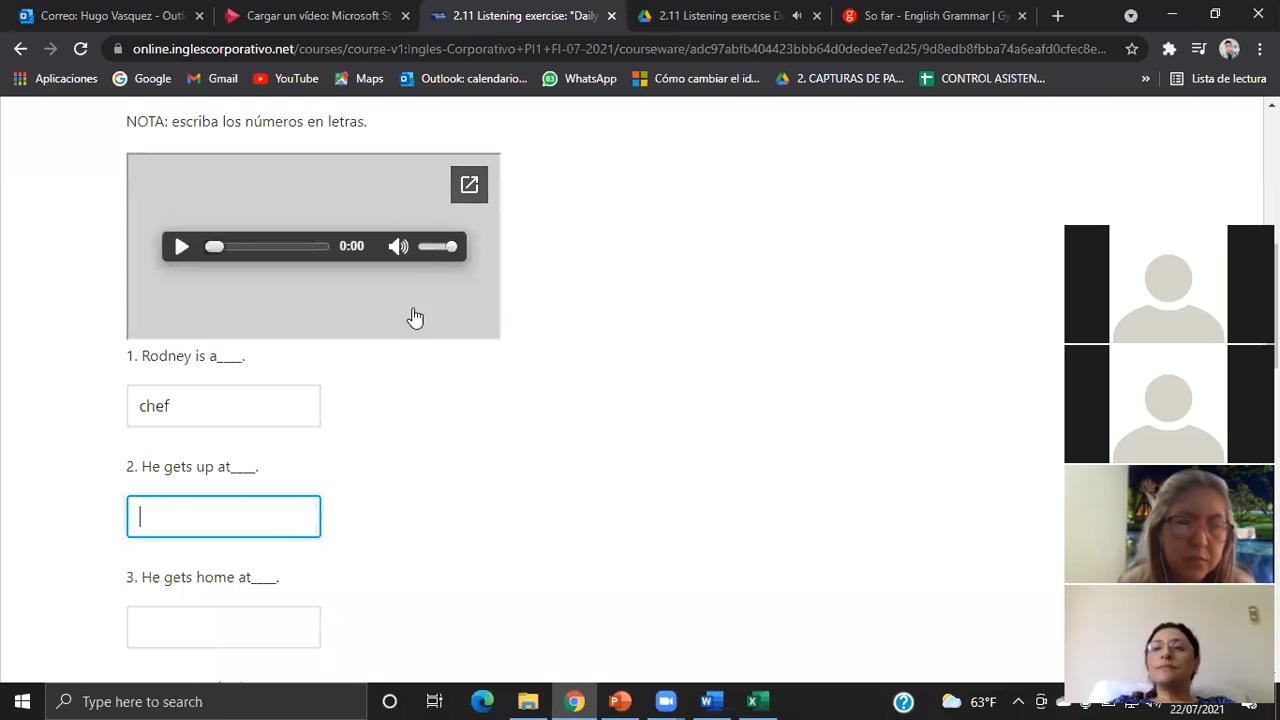 Correo: Hugo Vasquez - Outlo
Cargar un vídeo: Microsoft St
2.11 Listening exercise: "Daily
2.11 Listening exercise D
So far - English Grammar | Gy
online.inglescorporativo.net/courses/course-v1:Ingles-Corporativo+PI1+FI-07-2021/courseware/adc97abfb404423bbbc4d0dedee7ed25/9d8edb8fbba74a6eafd0cfec8e...
Aplicaciones
Google
Gmail
YouTube
Maps
Outlook: calendario...
WhatsApp
Cómo cambiar el id...
2. CAPTURAS DE PA...
CONTROL ASISTEN...
»
Lista de lectura
NOTA: escriba los números en letras.
0:00
1. Rodney is a____.
chef
2. He gets up at____.
3. He gets home at____.
Type here to search
63°F
22/07/2021